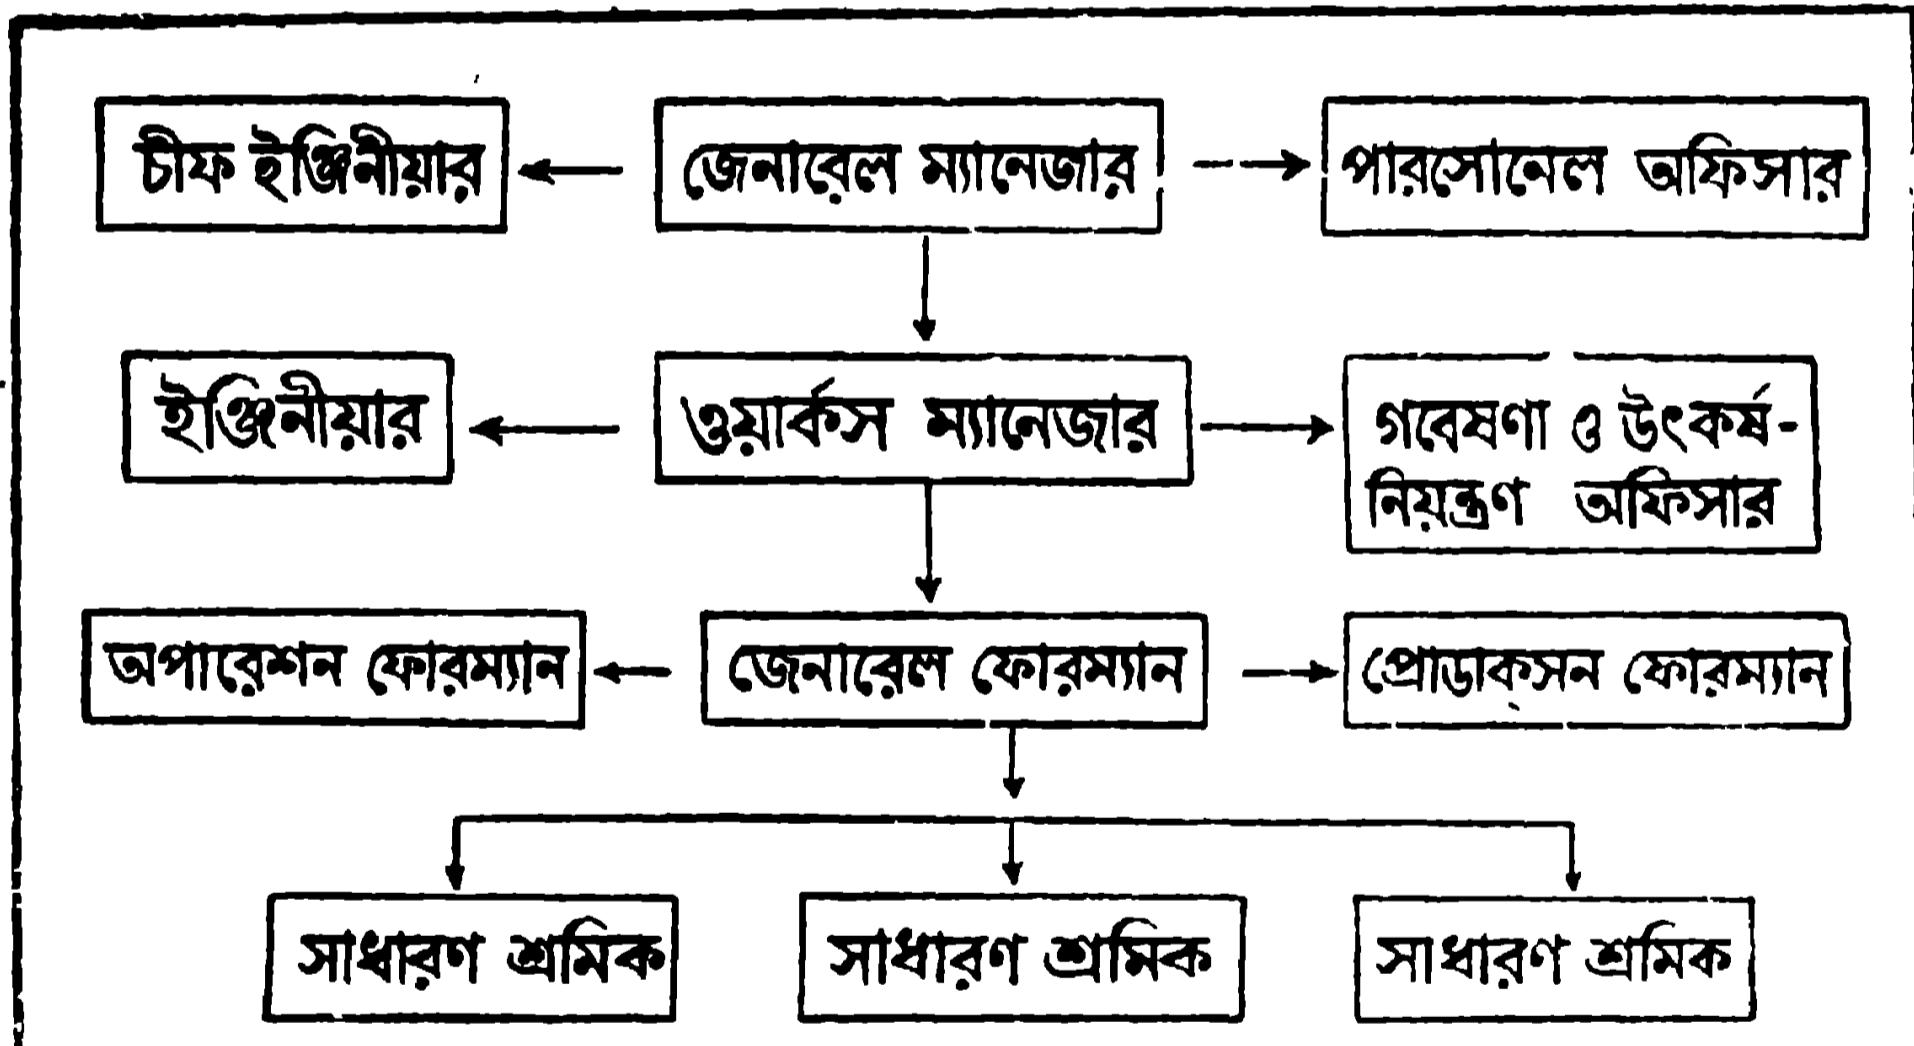 চীফ ইঞ্জিনীয়ার
জেনারেল ম্যানেজার
পারসোনেল অফিসার
ইঞ্জিনীয়ার
ওয়ার্কস ম্যানেজার
গবেষণা ও উৎকর্ষ-
নিয়ন্ত্রণ অফিসার
অপারেশন ফোরম্যান
জেনারেল ফোরম্যান
প্রোডাক্সন ফোরম্যান
সাধারণ শ্রমিক
সাধারণ শ্রমিক
সাধারণ শ্রমিক